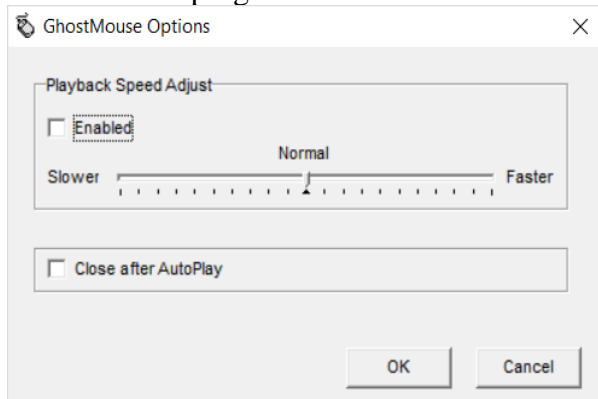 GhostMouse Options
Playback Speed Adjust
Enabled
Normal
Slower Faster
Close after AutoPlay
OK Cancel